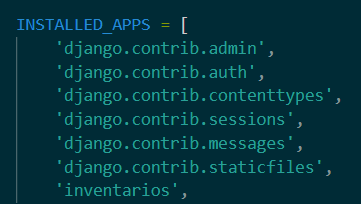 INSTALLED_APPS = [
    'django.contrib.admin',
    'django.contrib.auth',
    'django.contrib.contenttypes',
    'django.contrib.sessions',
    'django.contrib.messages',
    'django.contrib.staticfiles',
    'inventarios',